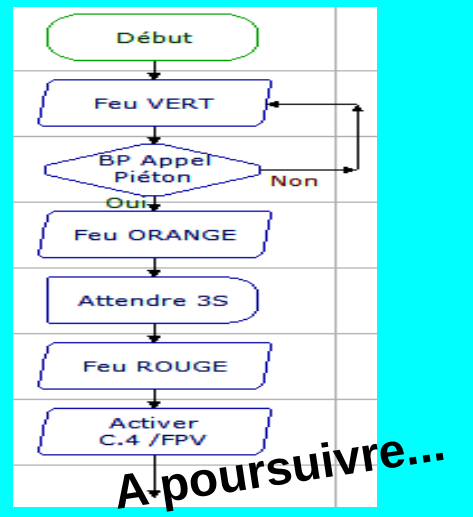 Début
Feu VERT
BP Appel
Piéton
Non
Oui
Feu ORANGE
Attendre 3S
Feu ROUGE
Activer
C.4 /FPV
A poursuivre...